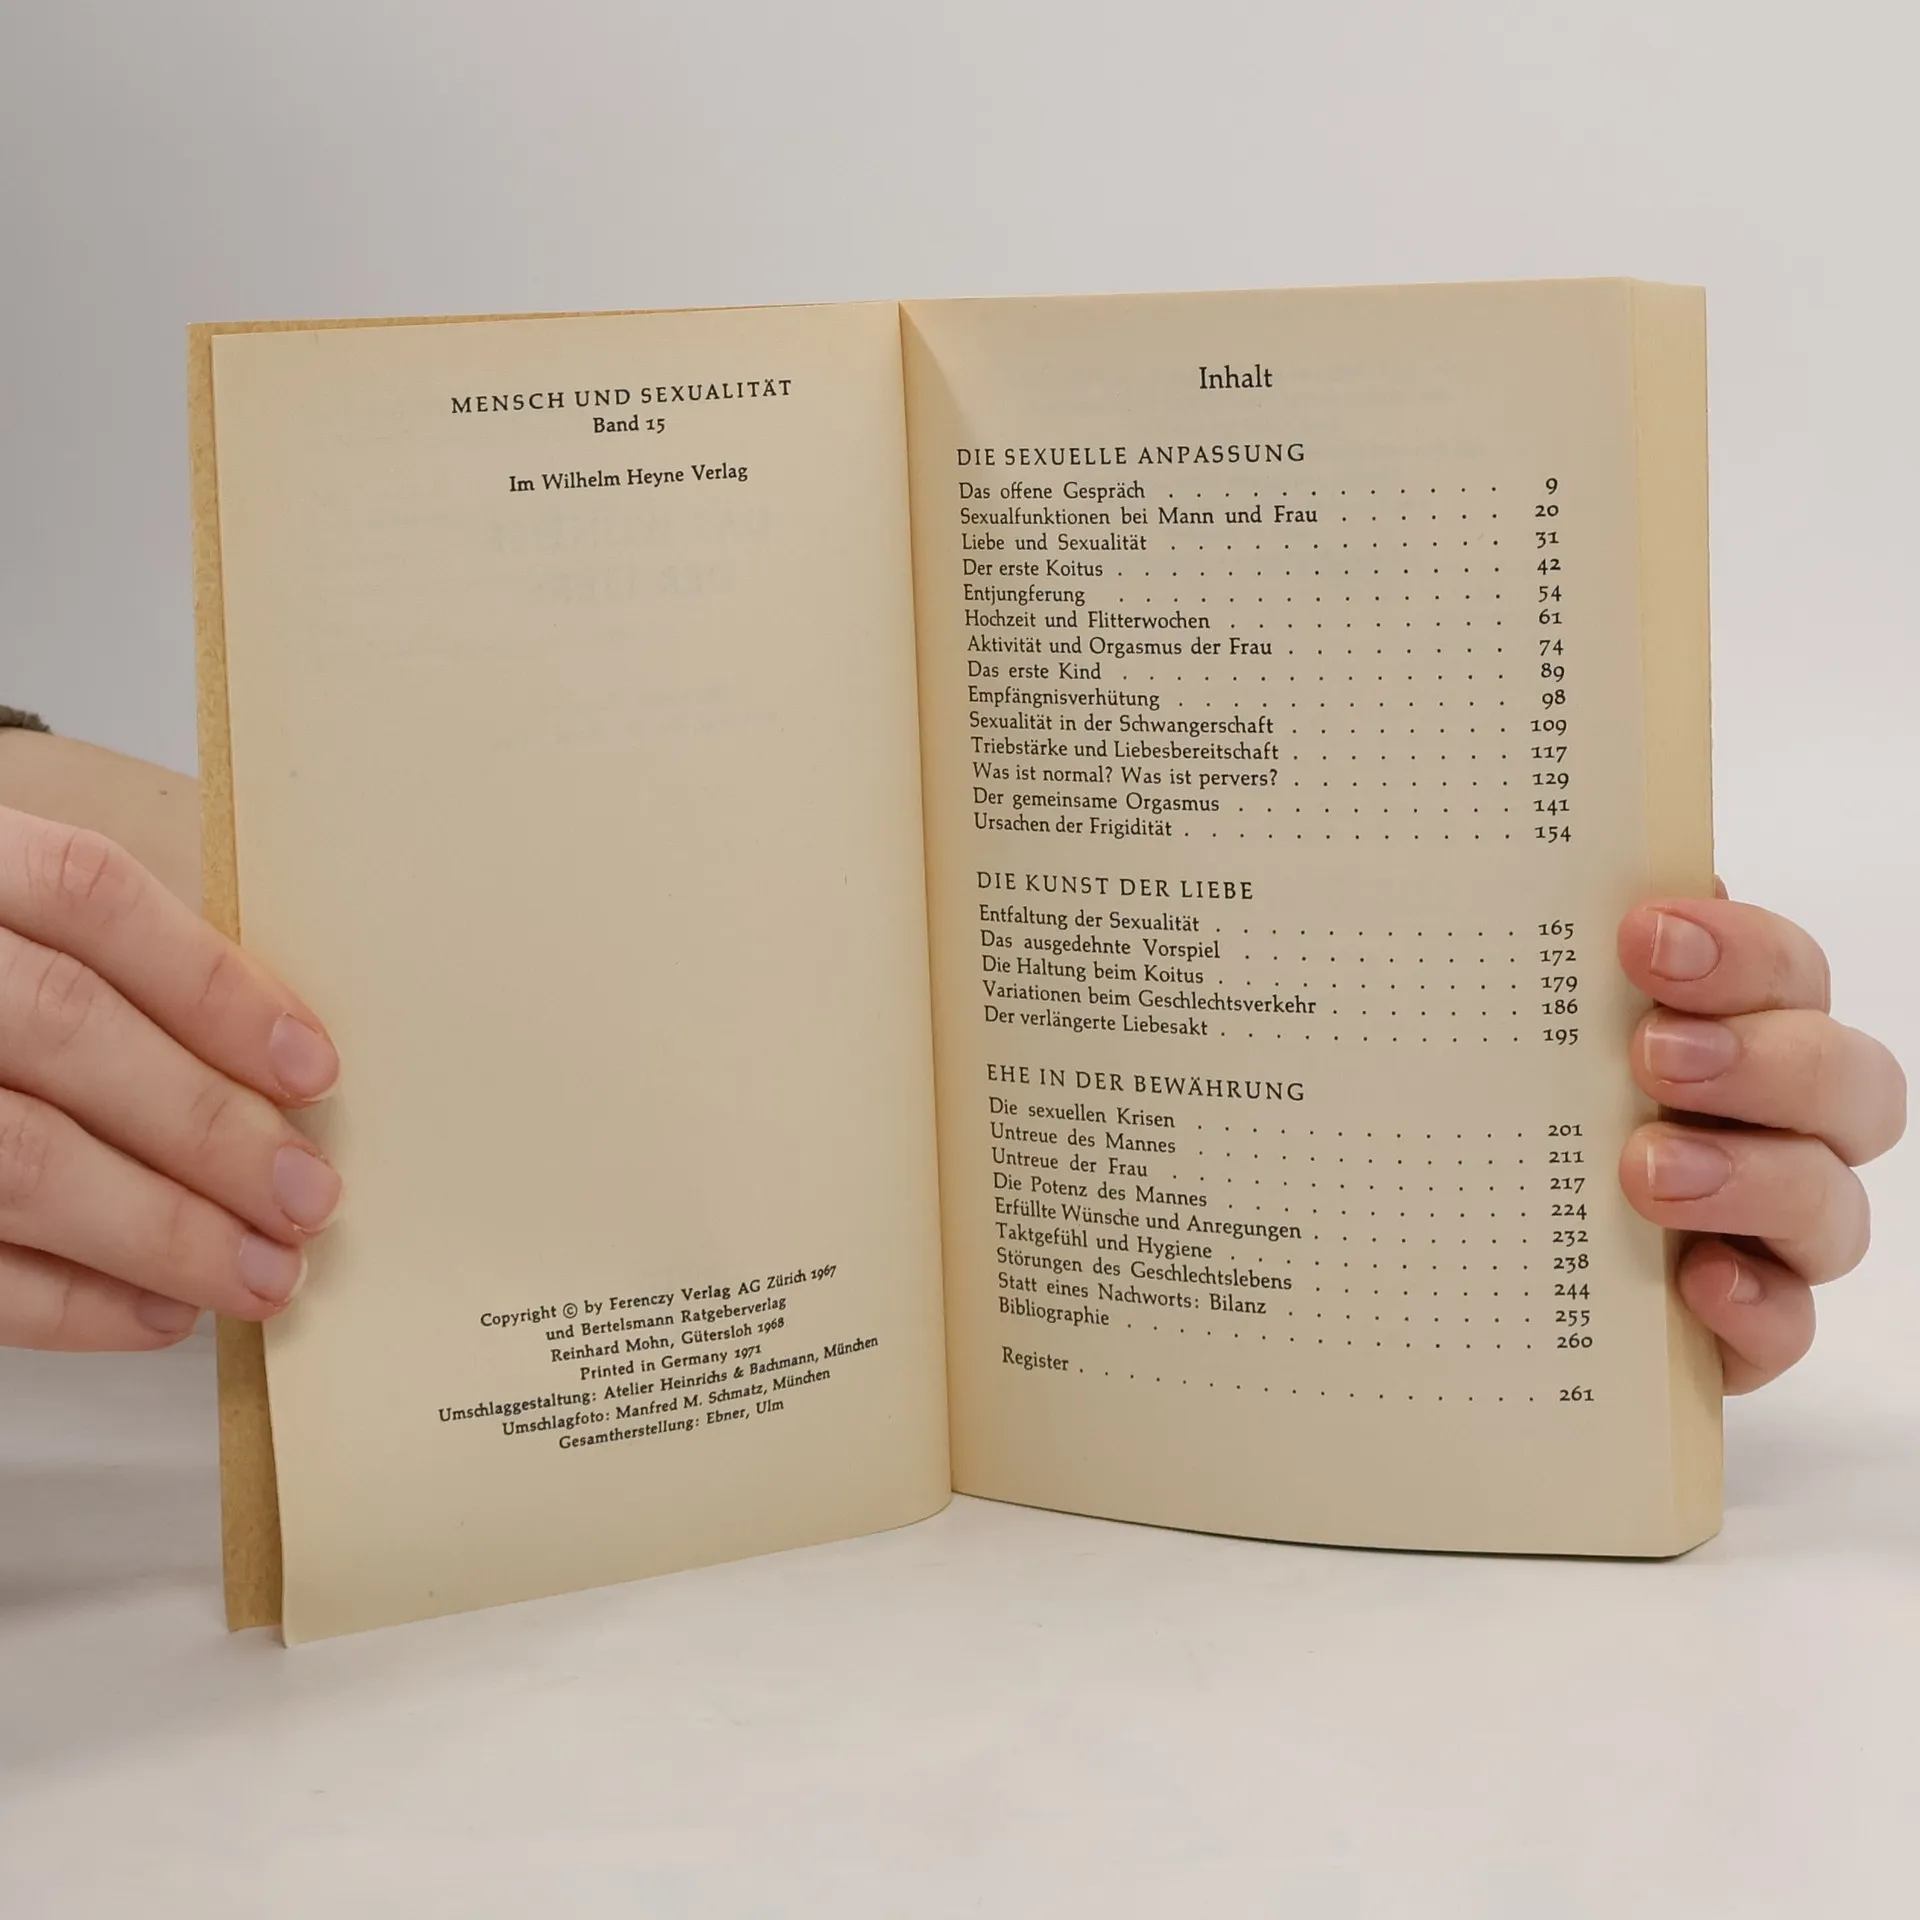 MENSCH UND SEXUALITÄT
Band 15
Im Wilhelm Heyne Verlag
Copyright © by Ferenczy Verlag AG Zürich 1967
und Bertelsmann Ratgeberverlag
Reinhard Mohn, Gütersloh 1968
Printed in Germany 1971
Umschlaggestaltung: Atelier Heinrichs & Bachmann, München
Umschlagfoto: Manfred M. Schmatz, München
Gesamtherstellung: Ebner, Ulm
Inhalt
DIE SEXUELLE ANPASSUNG
Das offene Gespräch . . . . . . . . . . . . 9
Sexualfunktionen bei Mann und Frau . . . . . . 20
Liebe und Sexualität . . . . . . . . . . . . 31
Der erste Koitus . . . . . . . . . . . . . . 42
Entjungferung . . . . . . . . . . . . . . 54
Hochzeit und Flitterwochen . . . . . . . . . . 61
Aktivität und Orgasmus der Frau . . . . . . . . 74
Das erste Kind . . . . . . . . . . . . . . 89
Empfängnisverhütung . . . . . . . . . . . . 98
Sexualität in der Schwangerschaft . . . . . . . . 109
Triebstärke und Liebesbereitschaft . . . . . . . . 117
Was ist normal? Was ist pervers? . . . . . . . . 129
Der gemeinsame Orgasmus . . . . . . . . . . 141
Ursachen der Frigidität . . . . . . . . . . . . 154
DIE KUNST DER LIEBE
Entfaltung der Sexualität . . . . . . . . . . . 165
Das ausgedehnte Vorspiel . . . . . . . . . . 172
Die Haltung beim Koitus . . . . . . . . . . . 179
Variationen beim Geschlechtsverkehr . . . . . . . 186
Der verlängerte Liebesakt . . . . . . . . . . . 195
EHE IN DER BEWÄHRUNG
Die sexuellen Krisen . . . . . . . . . . . . 201
Untreue des Mannes . . . . . . . . . . . . 211
Untreue der Frau . . . . . . . . . . . . . 217
Die Potenz des Mannes . . . . . . . . . . . 224
Erfüllte Wünsche und Anregungen . . . . . . . . 232
Taktgefühl und Hygiene . . . . . . . . . . . 238
Störungen des Geschlechtslebens . . . . . . . . 244
Statt eines Nachworts: Bilanz . . . . . . . . . 255
Bibliographie . . . . . . . . . . . . . . . 260
Register . . . . . . . . . . . . . . . . . 261